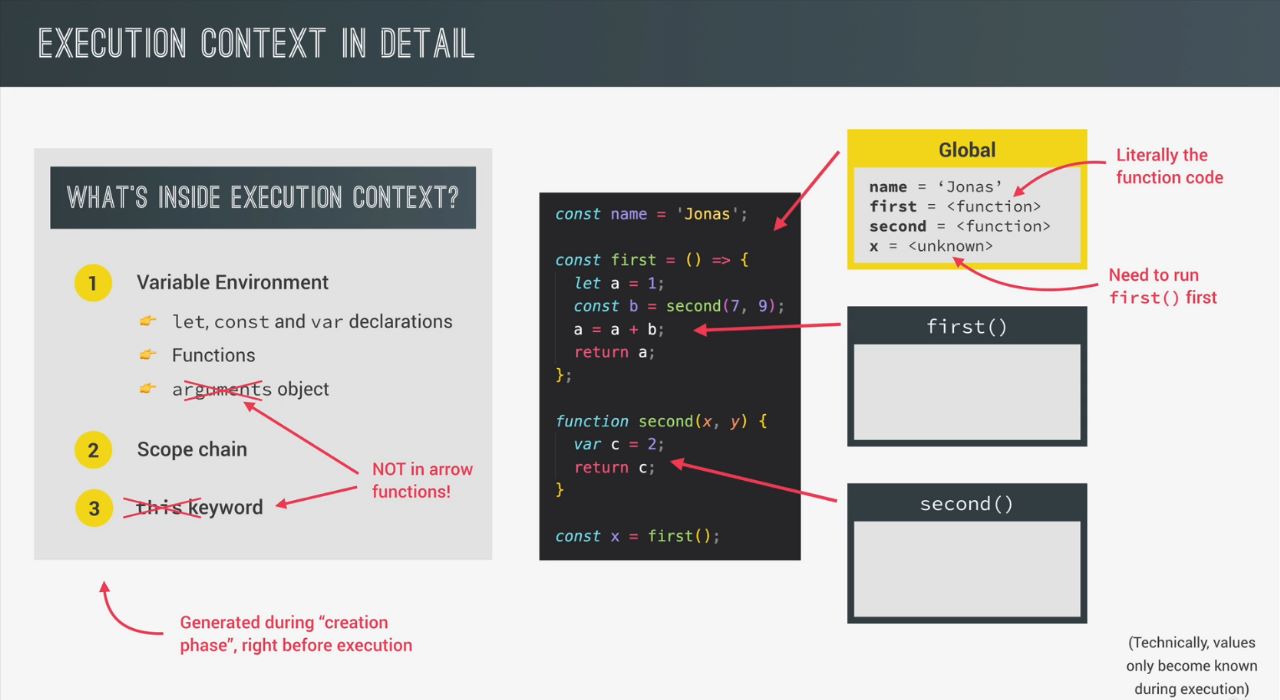 EXECUTION CONTEXT IN DETAIL
WHAT'S INSIDE EXECUTION CONTEXT?
1
Variable Environment
let, const and var declarations
Functions
arguments object
2
Scope chain
3
this keyword
NOT in arrow
functions!
Generated during “creation
phase”, right before execution
const name = 'Jonas';
const first = () => {
let a = 1;
const b = second(7, 9);
a = a + b;
return a;
};
function second(x, y) {
var c = 2;
return c;
}
const x = first();
Global
name = ‘Jonas’
first = <function>
second = <function>
x = <unknown>
Literally the
function code
Need to run
first() first
first()
second()
(Technically, values
only become known
during execution)